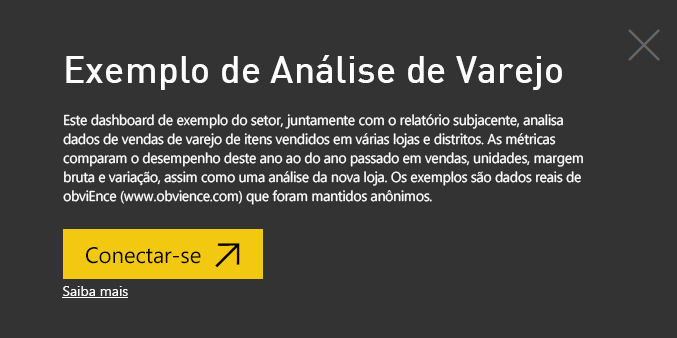 Exemplo de Análise de Varejo
Este dashboard de exemplo do setor, juntamente com o relatório subjacente, analisa
dados de vendas de varejo de itens vendidos em várias lojas e distritos. As métricas
comparam o desempenho deste ano ao do ano passado em vendas, unidades, margem
bruta e variação, assim como uma análise da nova loja. Os exemplos são dados reais de
obviEnce (www.obvience.com) que foram mantidos anônimos.
Conectar-se
Saiba mais